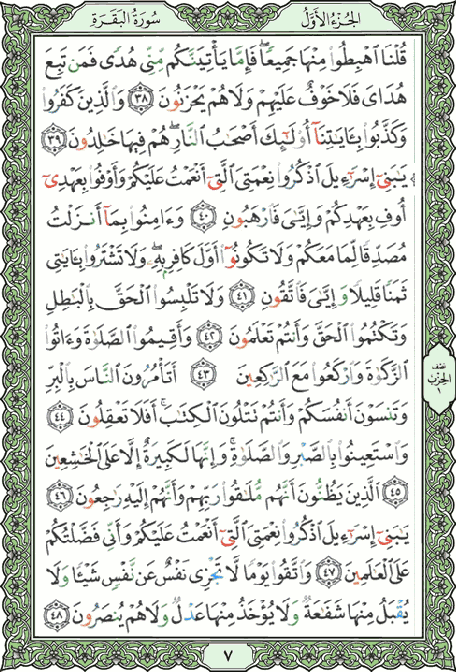 الجُزْءُ الأَوَّلُ
سُورَةُ البَقَرَةِ
قُلْنَا ٱهْبِطُوا۟ مِنْهَا جَمِيعًا ۖ فَإِمَّا يَأْتِيَنَّكُم مِّنِّى هُدًى فَمَن تَبِعَ
هُدَاىَ فَلَا خَوْفٌ عَلَيْهِمْ وَلَا هُمْ يَحْزَنُونَ ٣٨ وَٱلَّذِينَ كَفَرُوا۟
وَكَذَّبُوا۟ بِـَٔايَـٰتِنَآ أُو۟لَـٰٓئِكَ أَصْحَـٰبُ ٱلنَّارِ ۖ هُمْ فِيهَا خَـٰلِدُونَ ٣٩
يَـٰبَنِىٓ إِسْرَٰٓءِيلَ ٱذْكُرُوا۟ نِعْمَتِىَ ٱلَّتِىٓ أَنْعَمْتُ عَلَيْكُمْ وَأَوْفُوا۟ بِعَهْدِىٓ
أُوفِ بِعَهْدِكُمْ وَإِيَّـٰىَ فَٱرْهَبُونِ ٤٠ وَءَامِنُوا۟ بِمَآ أَنزَلْتُ
مُصَدِّقًا لِّمَا مَعَكُمْ وَلَا تَكُونُوٓا۟ أَوَّلَ كَافِرٍۭ بِهِۦ ۖ وَلَا تَشْتَرُوا۟ بِـَٔايَـٰتِى
ثَمَنًا قَلِيلًا وَإِيَّـٰىَ فَٱتَّقُونِ ٤١ وَلَا تَلْبِسُوا۟ ٱلْحَقَّ بِٱلْبَـٰطِلِ
وَتَكْتُمُوا۟ ٱلْحَقَّ وَأَنتُمْ تَعْلَمُونَ ٤٢ وَأَقِيمُوا۟ ٱلصَّلَوٰةَ وَءَاتُوا۟
ٱلزَّكَوٰةَ وَٱرْكَعُوا۟ مَعَ ٱلرَّٰكِعِينَ ٤٣ أَتَأْمُرُونَ ٱلنَّاسَ بِٱلْبِرِّ
وَتَنسَوْنَ أَنفُسَكُمْ وَأَنتُمْ تَتْلُونَ ٱلْكِتَـٰبَ ۚ أَفَلَا تَعْقِلُونَ ٤٤
وَٱسْتَعِينُوا۟ بِٱلصَّبْرِ وَٱلصَّلَوٰةِ ۚ وَإِنَّهَا لَكَبِيرَةٌ إِلَّا عَلَى ٱلْخَـٰشِعِينَ
٤٥ ٱلَّذِينَ يَظُنُّونَ أَنَّهُم مُّلَـٰقُوا۟ رَبِّهِمْ وَأَنَّهُمْ إِلَيْهِ رَٰجِعُونَ ٤٦
يَـٰبَنِىٓ إِسْرَٰٓءِيلَ ٱذْكُرُوا۟ نِعْمَتِىَ ٱلَّتِىٓ أَنْعَمْتُ عَلَيْكُمْ وَأَنِّى فَضَّلْتُكُمْ
عَلَى ٱلْعَـٰلَمِينَ ٤٧ وَٱتَّقُوا۟ يَوْمًا لَّا تَجْزِى نَفْسٌ عَن نَّفْسٍ شَيْـًٔا وَلَا
يُقْبَلُ مِنْهَا شَفَـٰعَةٌ وَلَا يُؤْخَذُ مِنْهَا عَدْلٌ وَلَا هُمْ يُنصَرُونَ ٤٨
نصف
الحزب
١
٧